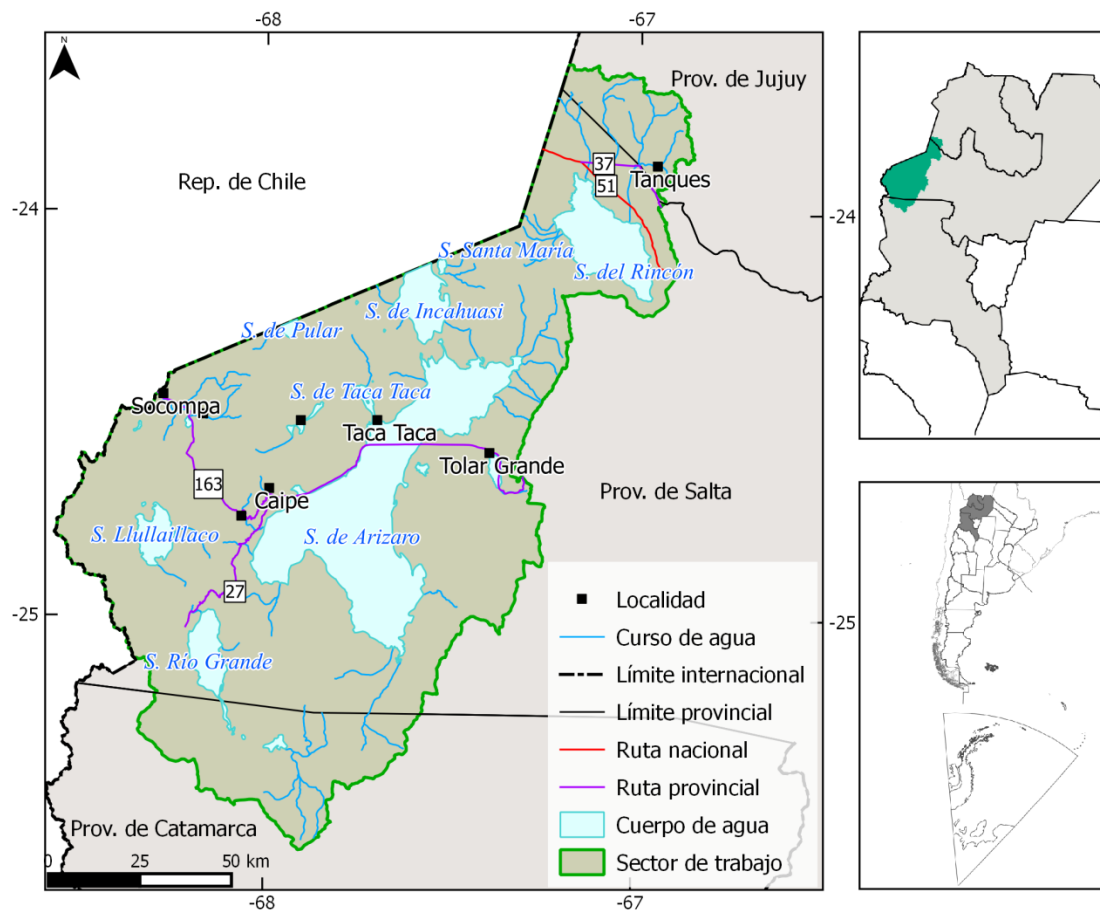 -68
-67
N
Prov. de Jujuy
37
Tanques
51
Rep. de Chile
-24
-24
S. Santa María
S. del Rincón
S. de Incahuasi
S. de Pular
S. de Taca Taca
Socompa
Taca Taca
Tolar Grande
163
Caipe
Prov. de Salta
S. Llullaillaco
S. de Arizaro
27
-25
-25
S. Río Grande
Prov. de Catamarca
0 25 50 km
-68
-67
Localidad
Curso de agua
Límite internacional
Límite provincial
Ruta nacional
Ruta provincial
Cuerpo de agua
Sector de trabajo